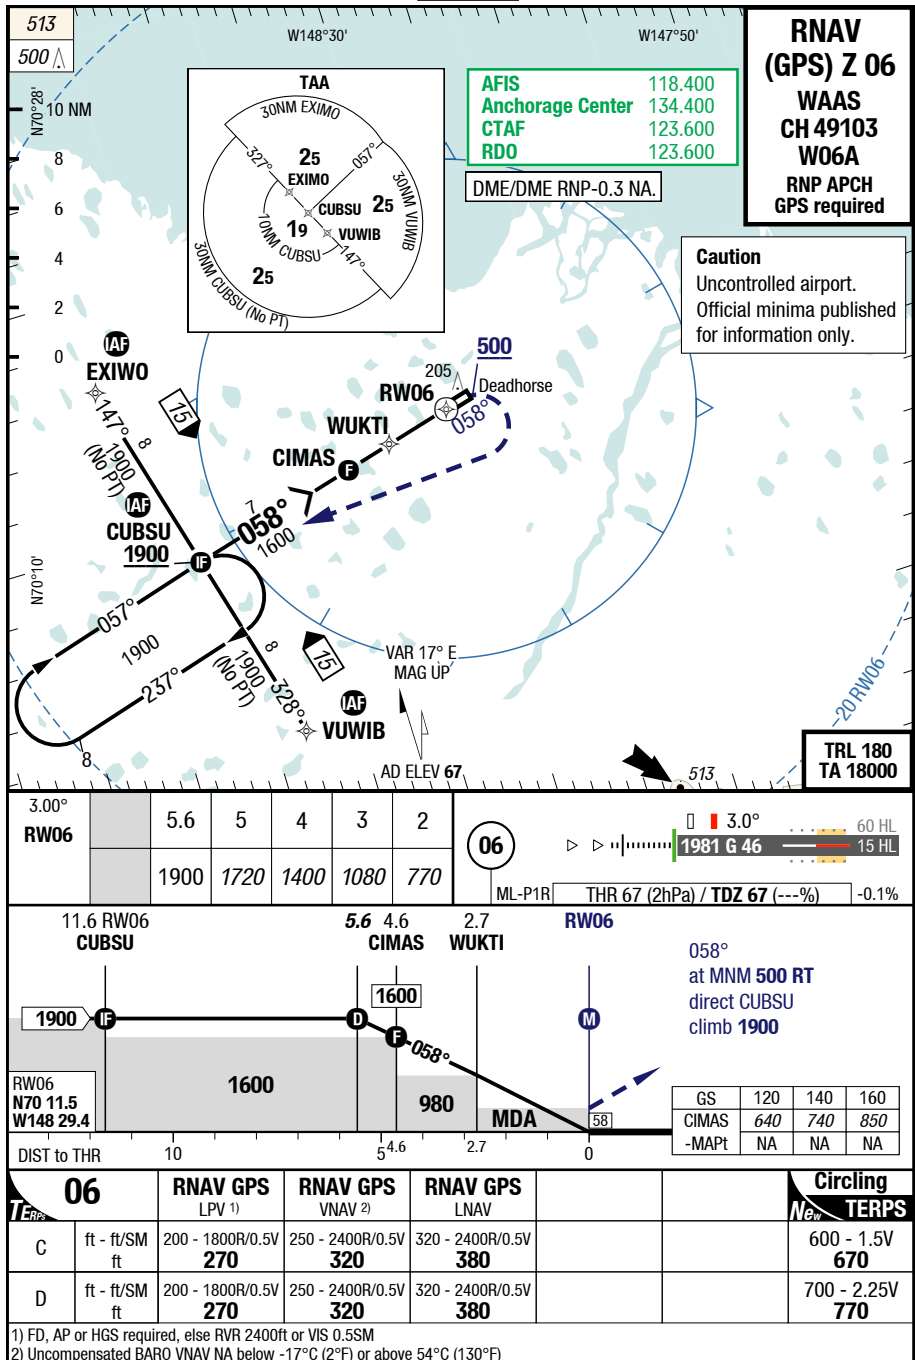 513
500
W148°30'
W147°50'
RNAV
(GPS) Z 06
WAAS
CH 49103
W06A
RNP APCH
GPS required
TAA
30NM EXIMO
327°
057°
25
EXIMO
CUBSU
25
30NM VUWIB
19
VUWIB
10NM CUBSU
147°
25
30NM CUBSU (No PT)
AFIS 118.400
Anchorage Center 134.400
CTAF 123.600
RDO 123.600
DME/DME RNP-0.3 NA.
Caution
Uncontrolled airport.
Official minima published
for information only.
N70°28'
10 NM
8
6
4
2
0
IAF
EXIWO
147°
8
1900
(No PT)
15
IAF
CUBSU
1900
IF
500
205
RW06
Deadhorse
058°
WUKTI
CIMAS
F
7
058°
1600
N70°10'
057°
1900
237°
8
8
1900
(No PT)
328°
15
IAF
VUWIB
VAR 17° E
MAG UP
AD ELEV 67
20 RW06
513
TRL 180
TA 18000
3.00°
RW06
5.6 5 4 3 2
1900 1720 1400 1080 770
06
3.0°
60 HL
1981 G 46
15 HL
ML-P1R
THR 67 (2hPa) / TDZ 67 (---%)
-0.1%
11.6 RW06
CUBSU
5.6
4.6
CIMAS
2.7
WUKTI
RW06
058°
at MNM 500 RT
direct CUBSU
climb 1900
1900
IF
D
1600
F
M
058°
1600
980
MDA
58
RW06
N70 11.5
W148 29.4
DIST to THR
10
5
4.6
2.7
0
GS 120 140 160
CIMAS 640 740 850
-MAPt NA NA NA
TERPS
06
RNAV GPS
LPV 1)
RNAV GPS
VNAV 2)
RNAV GPS
LNAV
Circling
New TERPS
C
ft - ft/SM
ft
200 - 1800R/0.5V
270
250 - 2400R/0.5V
320
320 - 2400R/0.5V
380
600 - 1.5V
670
D
ft - ft/SM
ft
200 - 1800R/0.5V
270
250 - 2400R/0.5V
320
320 - 2400R/0.5V
380
700 - 2.25V
770
1) FD, AP or HGS required, else RVR 2400ft or VIS 0.5SM
2) Uncompensated BARO VNAV NA below -17°C (2°F) or above 54°C (130°F)